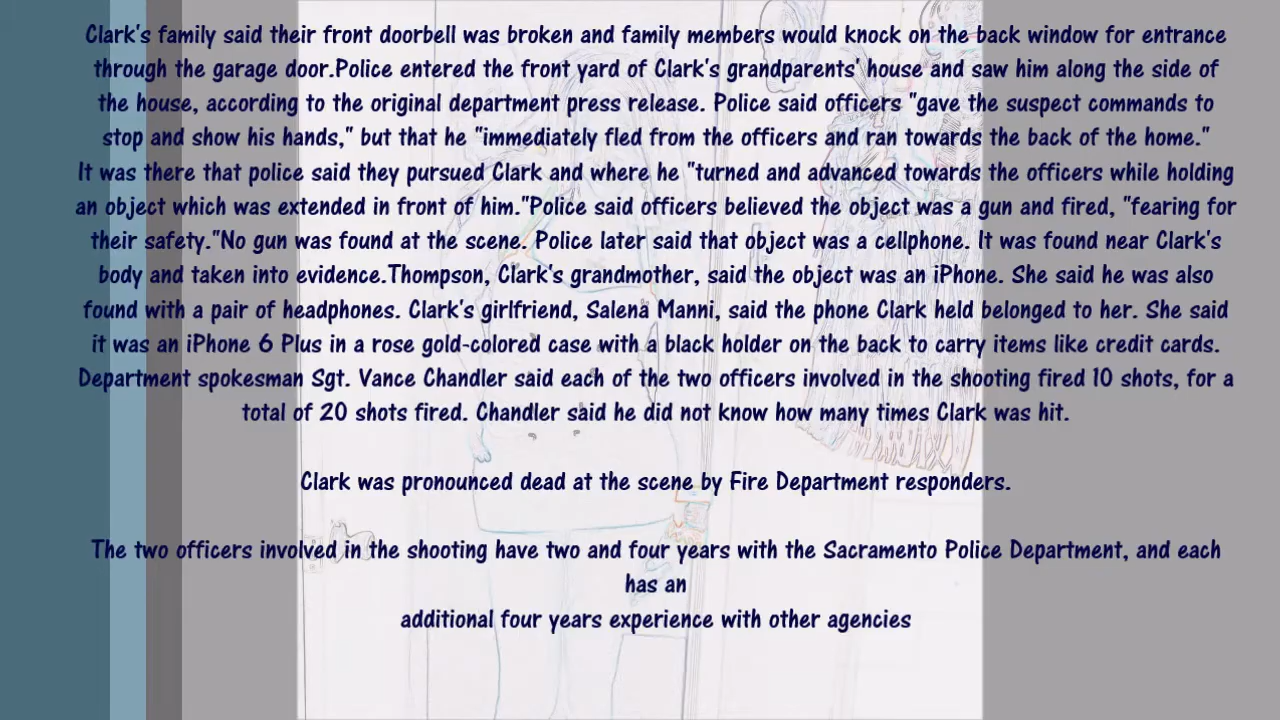 Clark's family said their front doorbell was broken and family members would knock on the back window for entrance
through the garage door.Police entered the front yard of Clark's grandparents' house and saw him along the side of
the house, according to the original department press release. Police said officers "gave the suspect commands to
stop and show his hands," but that he "immediately fled from the officers and ran towards the back of the home."
It was there that police said they pursued Clark and where he "turned and advanced towards the officers while holding
an object which was extended in front of him."Police said officers believed the object was a gun and fired, "fearing for
their safety."No gun was found at the scene. Police later said that object was a cellphone. It was found near Clark's
body and taken into evidence.Thompson, Clark's grandmother, said the object was an iPhone. She said he was also
found with a pair of headphones. Clark's girlfriend, Salena Manni, said the phone Clark held belonged to her. She said
it was an iPhone 6 Plus in a rose gold-colored case with a black holder on the back to carry items like credit cards.
Department spokesman Sgt. Vance Chandler said each of the two officers involved in the shooting fired 10 shots, for a
total of 20 shots fired. Chandler said he did not know how many times Clark was hit.
Clark was pronounced dead at the scene by Fire Department responders.
The two officers involved in the shooting have two and four years with the Sacramento Police Department, and each
has an
additional four years experience with other agencies